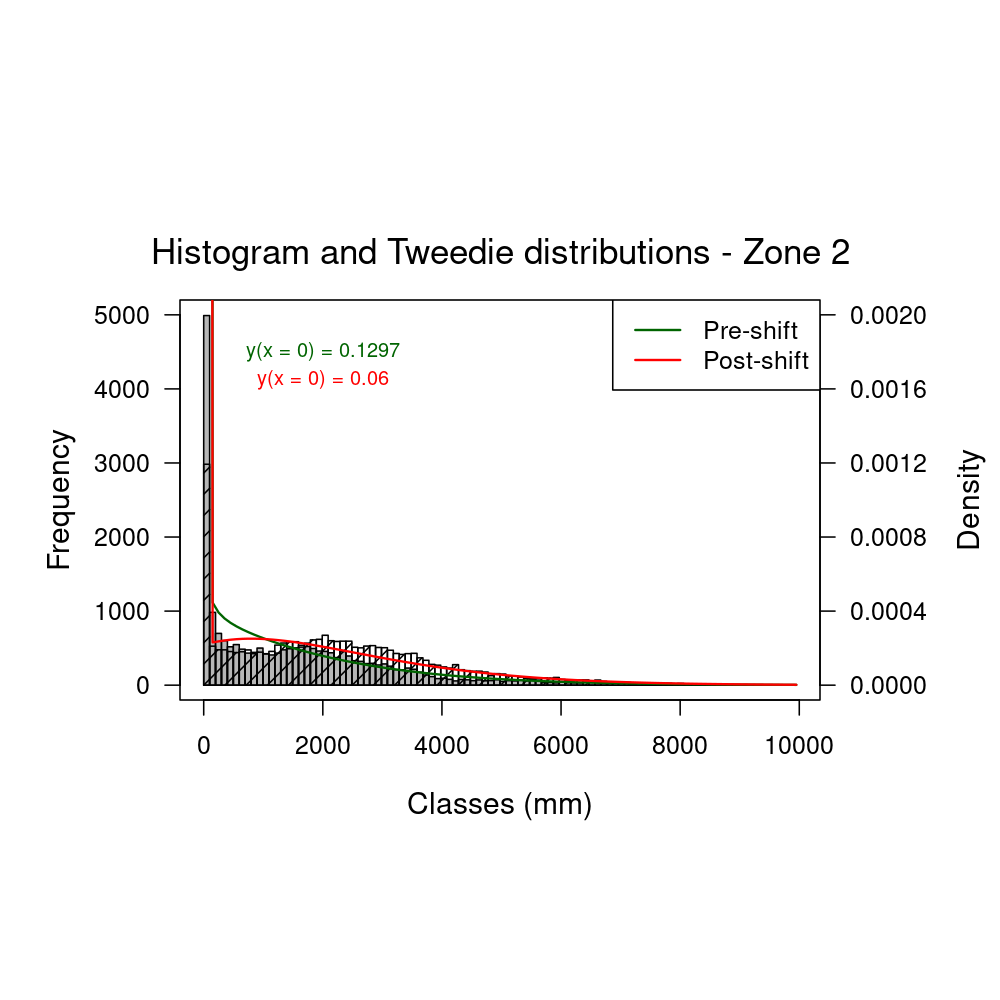 Histogram and Tweedie distributions - Zone 2
Frequency
5000
4000
3000
2000
1000
0
y(x = 0) = 0.1297
y(x = 0) = 0.06
Pre-shift
Post-shift
0.0020
0.0016
0.0012
0.0008
0.0004
0.0000
Density
0 2000 4000 6000 8000 10000
Classes (mm)